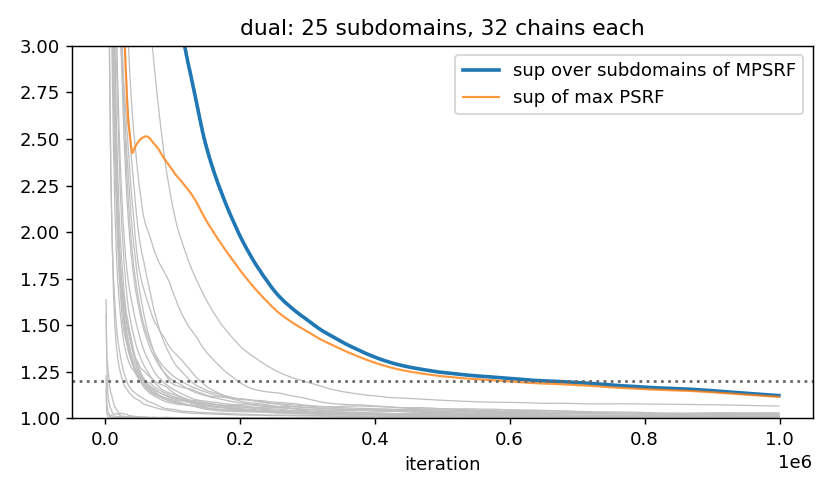 dual: 25 subdomains, 32 chains each
3.00
2.75
2.50
2.25
2.00
1.75
1.50
1.25
1.00
sup over subdomains of MPSRF
sup of max PSRF
0.0 0.2 0.4 0.6 0.8 1.0
1e6
iteration